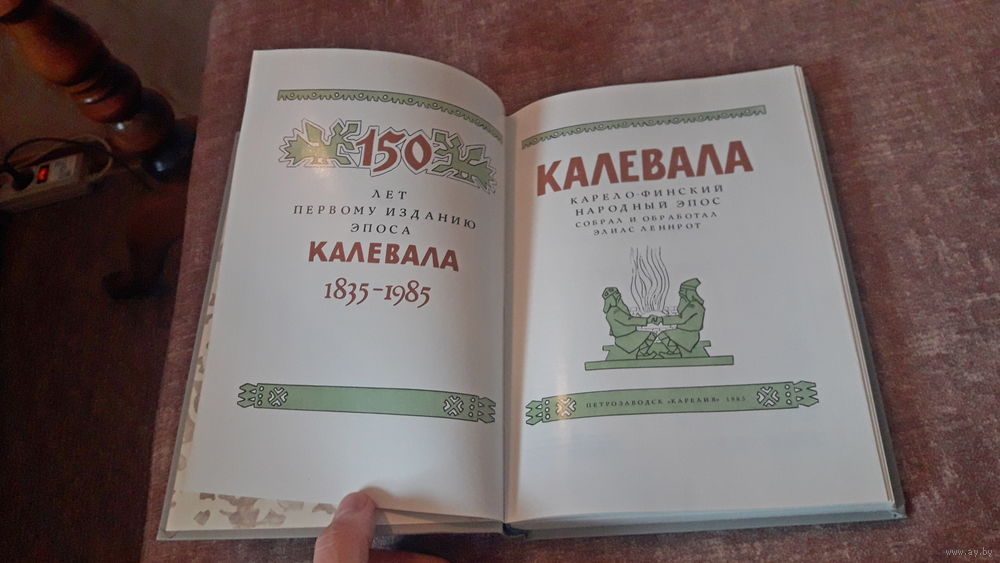 150
ЛЕТ
ПЕРВОМУ ИЗДАНИЮ
ЭПОСА
КАЛЕВАЛА
1835-1985
КАЛЕВАЛА
КАРЕЛО-ФИНСКИЙ
НАРОДНЫЙ ЭПОС
СОБРАЛ И ОБРАБОТАЛ
ЭЛИАС ЛЕННРОТ
ПЕТРОЗАВОДСК «КАРЕЛИЯ» 1985
www.ay.by